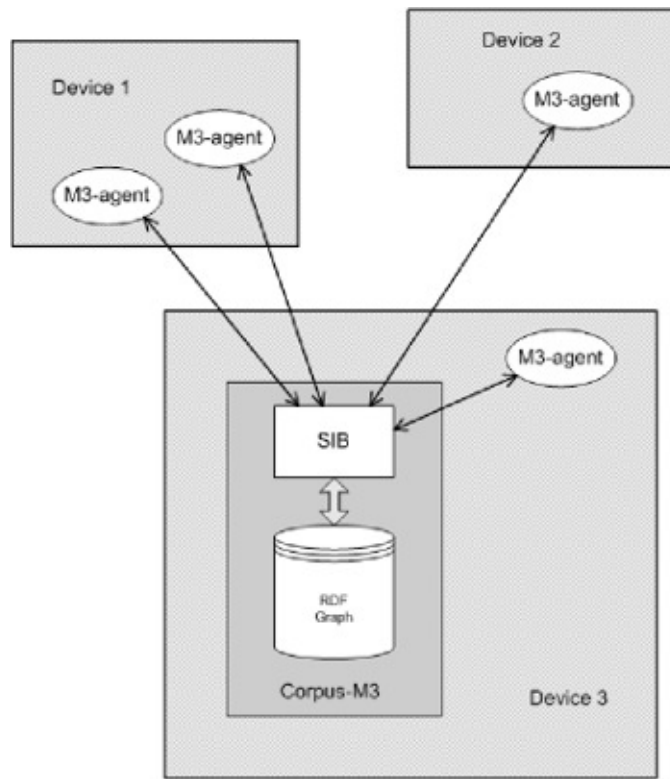 Device 1
M3-agent
M3-agent
Device 2
M3-agent
M3-agent
SIB
RDF
Graph
Corpus-M3
Device 3